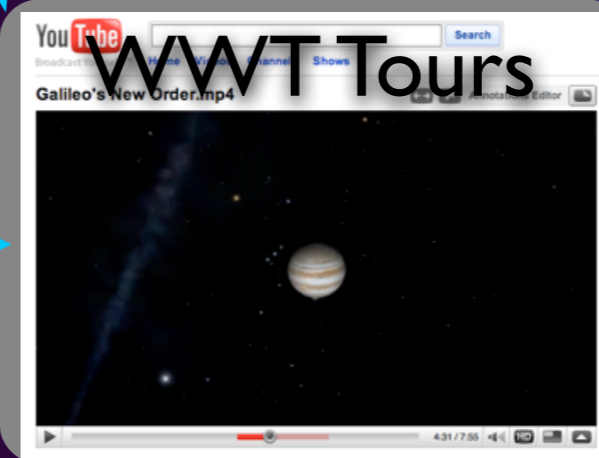 YouTube Search
WWT Tours
Broadcast Home Videos Channels Shows
Galileo's New Order.mp4 Annotations Editor
4:31 / 7:55 HD